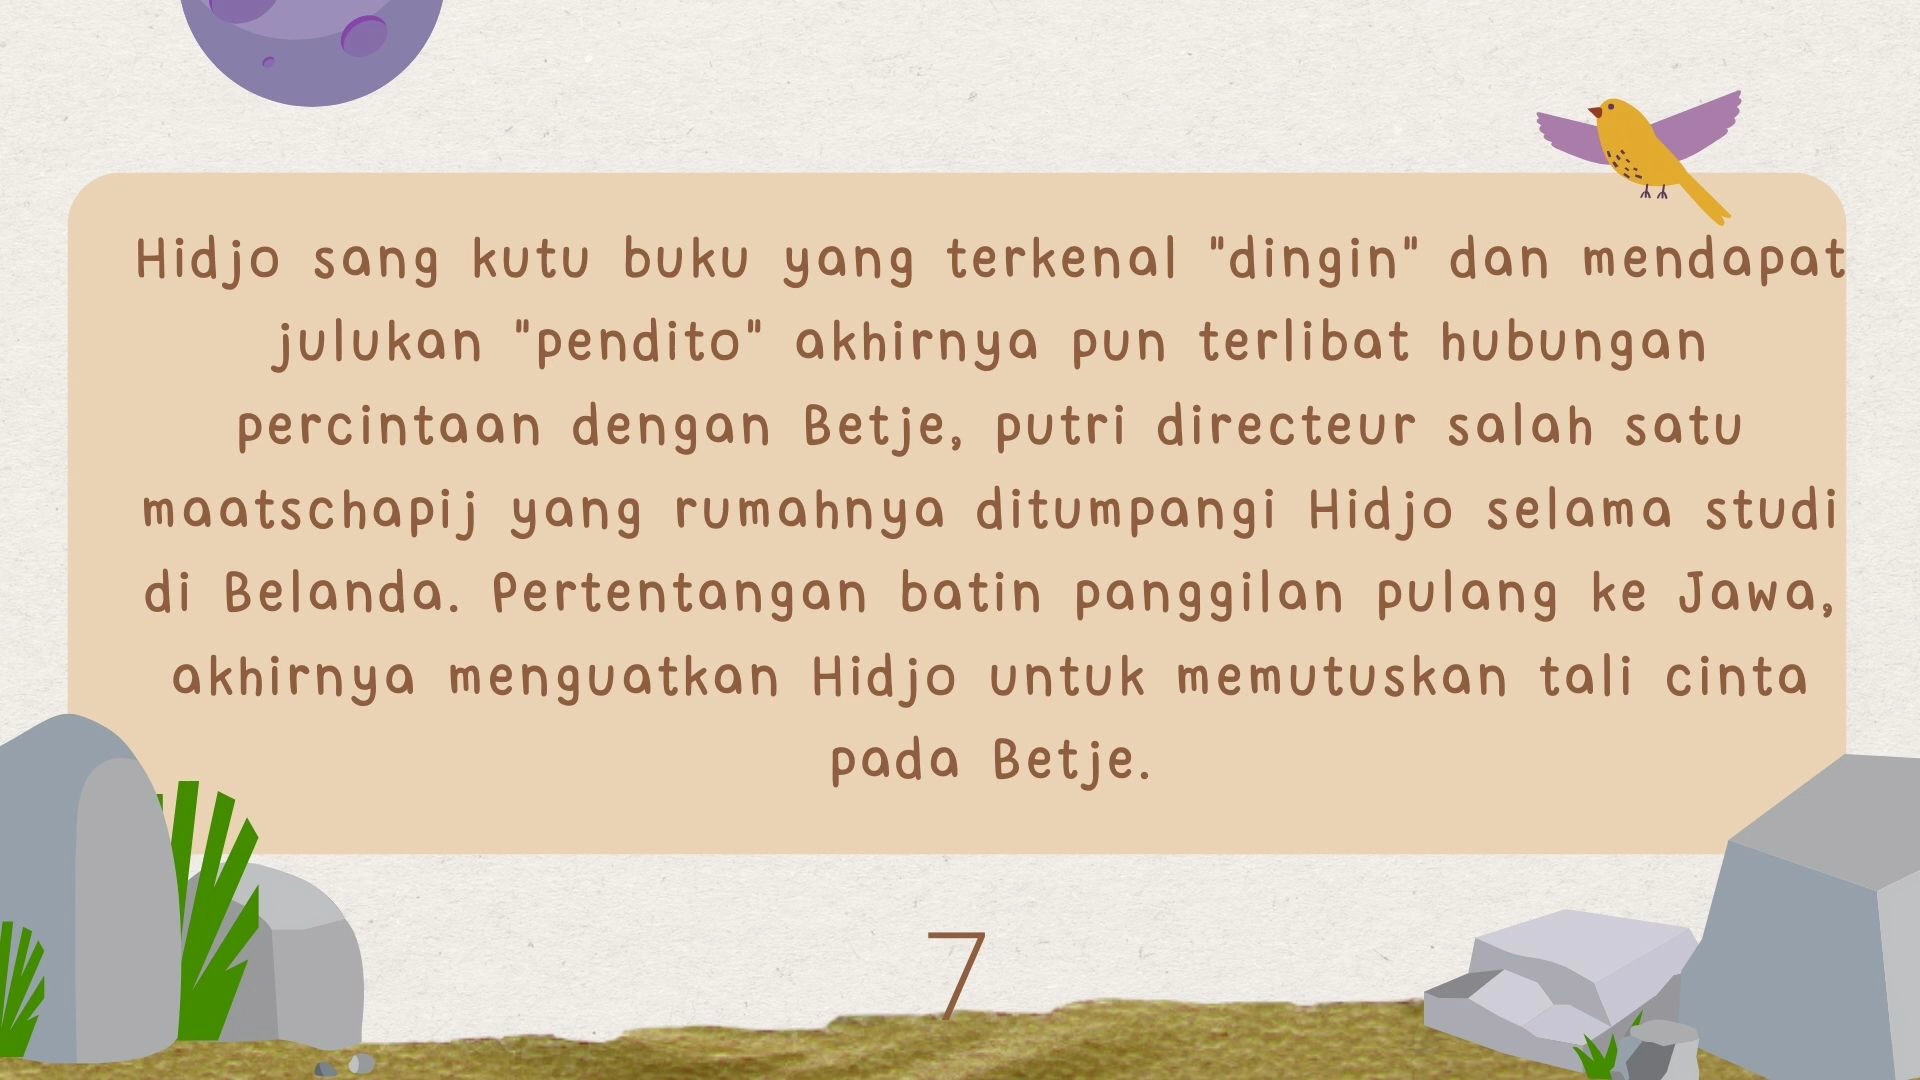 Hidjo sang kutu buku yang terkenal "dingin" dan mendapat
julukan "pendito" akhirnya pun terlibat hubungan
percintaan dengan Betje, putri directeur salah satu
maatschapij yang rumahnya ditumpangi Hidjo selama studi
di Belanda. Pertentangan batin panggilan pulang ke Jawa,
akhirnya menguatkan Hidjo untuk memutuskan tali cinta
pada Betje.
7